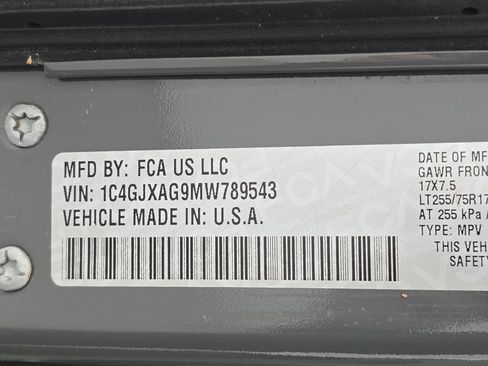 MFD BY: FCA US LLC
VIN: 1C4GJXAG9MW789543
VEHICLE MADE IN: U.S.A.
DATE OF MF
GAWR FRON
17X7.5
LT255/75R17
AT 255 kPa /
TYPE: MPV
THIS VEH
SAFETY